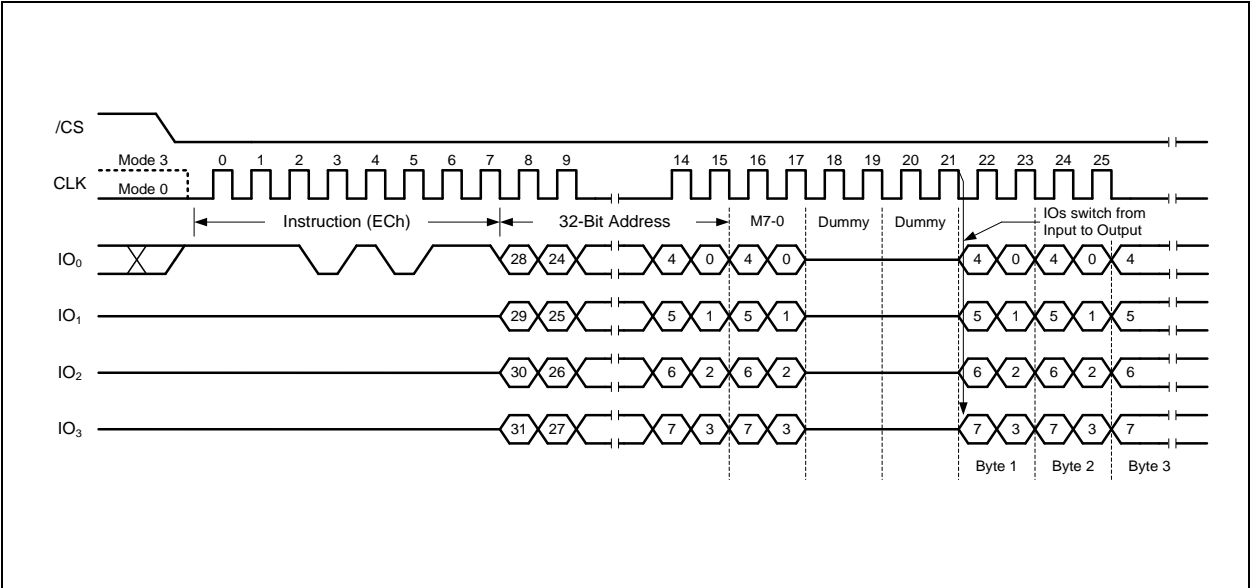 /CS
Mode 3 0 1 2 3 4 5 6 7 8 9 14 15 16 17 18 19 20 21 22 23 24 25
CLK
Mode 0
Instruction (ECh) 32-Bit Address M7-0 Dummy Dummy IOs switch from
Input to Output
IO0 28 24 4 0 4 0 4 0 4 0 4
IO1 29 25 5 1 5 1 5 1 5 1 5
IO2 30 26 6 2 6 2 6 2 6 2 6
IO3 31 27 7 3 7 3 7 3 7 3 7
Byte 1 Byte 2 Byte 3